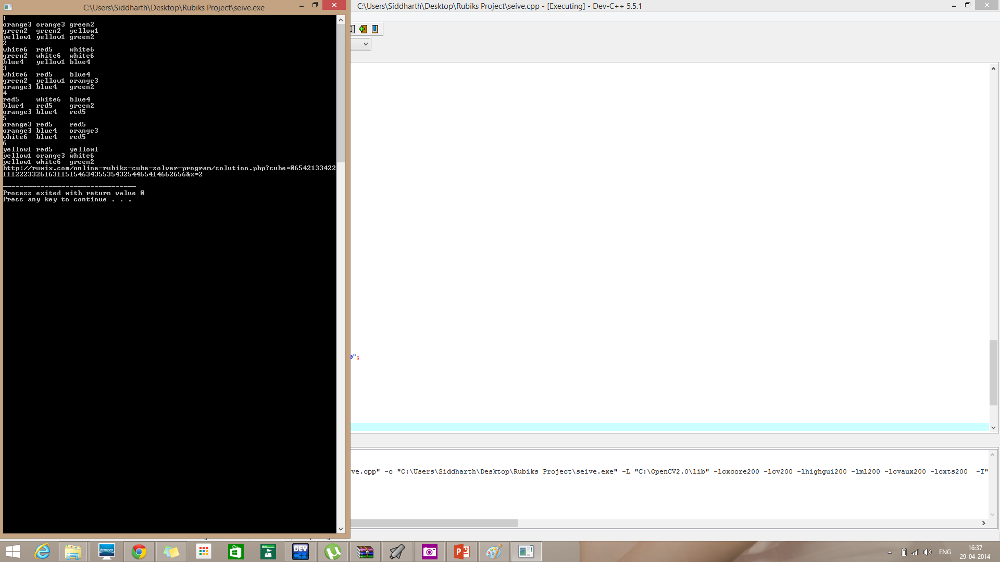 C:\Users\Siddharth\Desktop\Rubiks Project\seive.exe
C:\Users\Siddharth\Desktop\Rubiks Project\seive.cpp - [Executing] - Dev-C++ 5.5.1
1
orange3 orange3 green2
green2 green2 yellow1
yellow1 yellow1 green2
2
white6 red5 white6
green2 white6 white6
blue4 yellow1 blue4
3
white6 red5 blue4
green2 yellow1 orange3
orange3 blue4 green2
4
red5 white6 blue4
blue4 red5 green2
orange3 blue4 red5
5
orange3 red5 red5
orange3 blue4 orange3
white6 blue4 red5
6
yellow1 red5 yellow1
yellow1 orange3 white6
yellow1 white6 green2
http://ruwix.com/online-rubiks-cube-solver-program/solution.php?cube=06542133422
11122233261631151546343553543254465414662656&x=2
--------------------------------
Process exited with return value 0
Press any key to continue . . .
0";
ve.cpp" -o "C:\Users\Siddharth\Desktop\Rubiks Project\seive.exe" -L "C:\OpenCV2.0\lib" -lcxcore200 -lcv200 -lhighgui200 -lml200 -lcvaux200 -lcxts200 -I"
lenovo
DEV C++
ENG
16:37
29-04-2014